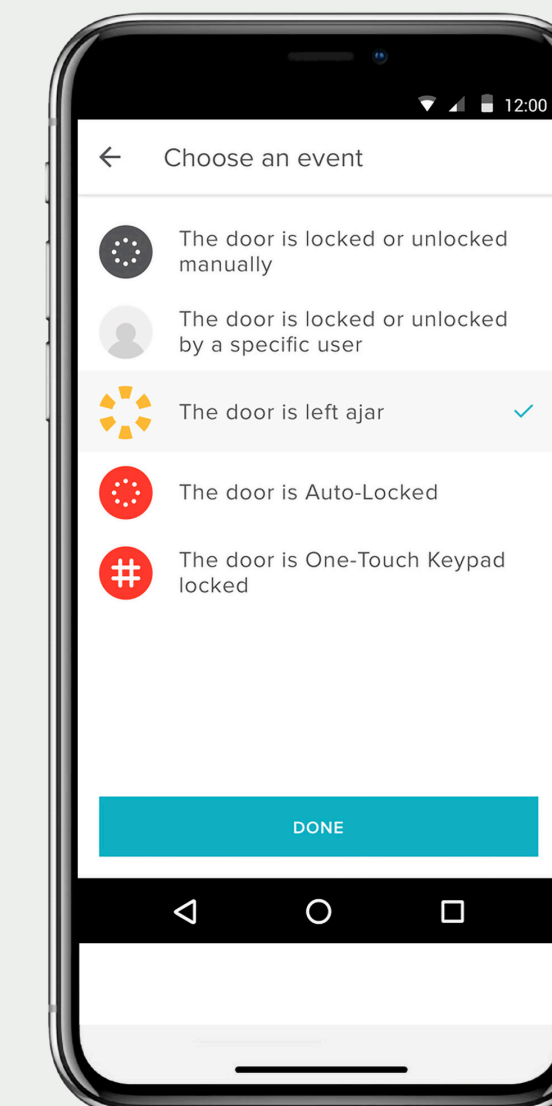 12:00
Choose an event
The door is locked or unlocked
manually
The door is locked or unlocked
by a specific user
The door is left ajar
The door is Auto-Locked
The door is One-Touch Keypad
locked
DONE